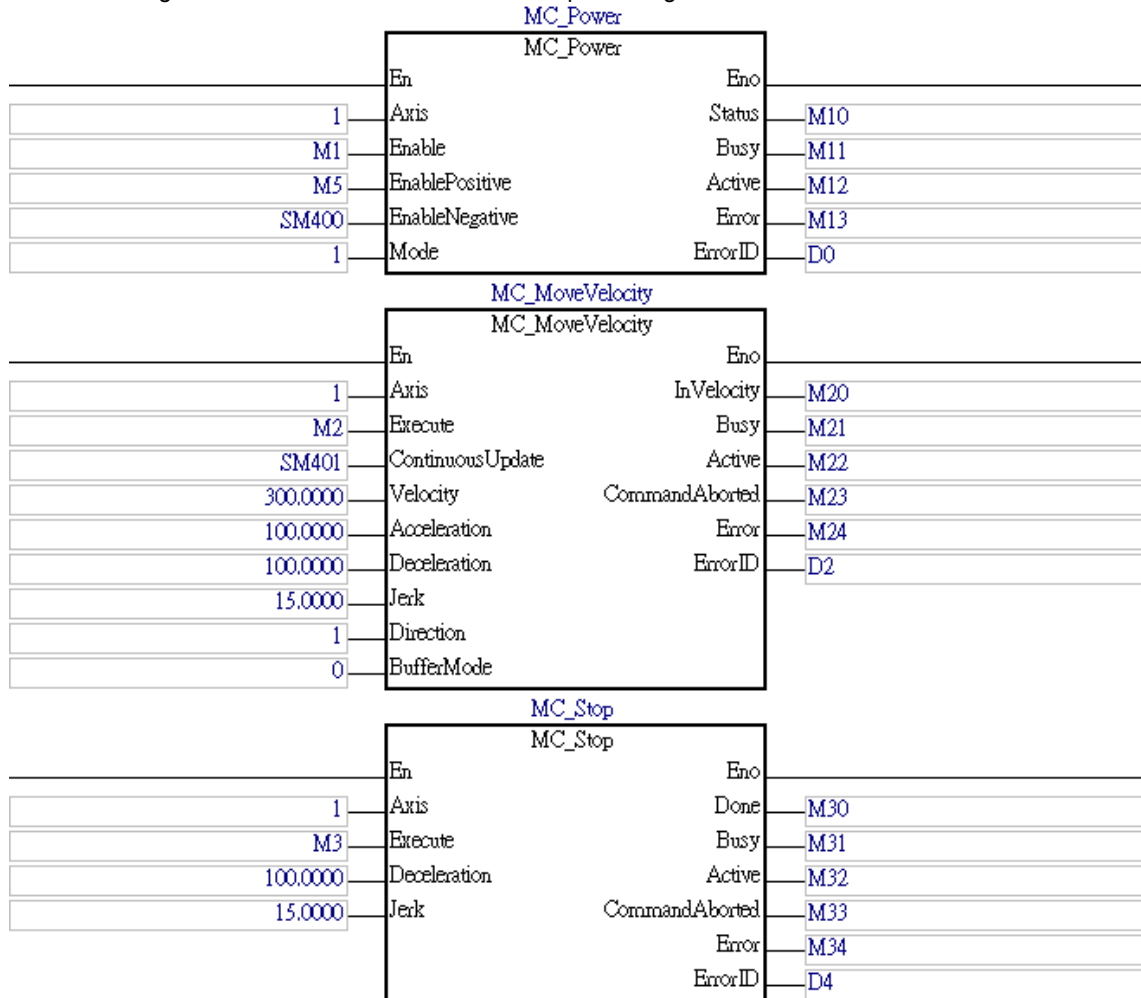 MC_Power
MC_Power
En Eno
1 Axis Status M10
M1 Enable Busy M11
M5 EnablePositive Active M12
SM400 EnableNegative Error M13
1 Mode ErrorID D0
MC_MoveVelocity
MC_MoveVelocity
En Eno
1 Axis InVelocity M20
M2 Execute Busy M21
SM401 ContinuousUpdate Active M22
300.0000 Velocity CommandAborted M23
100.0000 Acceleration Error M24
100.0000 Deceleration ErrorID D2
15.0000 Jerk
1 Direction
0 BufferMode
MC_Stop
MC_Stop
En Eno
1 Axis Done M30
M3 Execute Busy M31
100.0000 Deceleration Active M32
15.0000 Jerk CommandAborted M33
Error M34
ErrorID D4